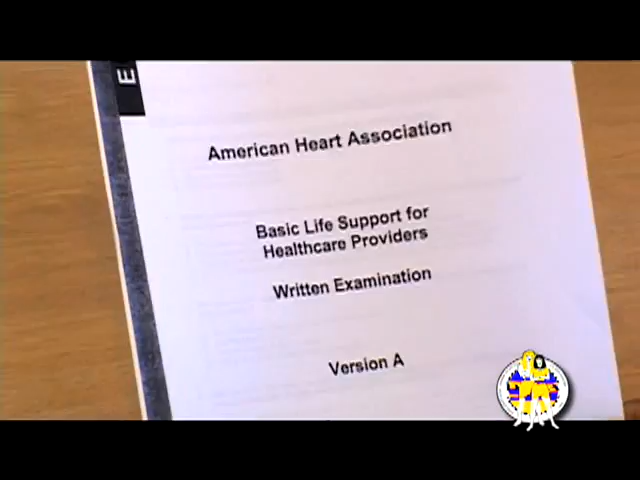 E
American Heart Association
Basic Life Support for
Healthcare Providers
Written Examination
Version A